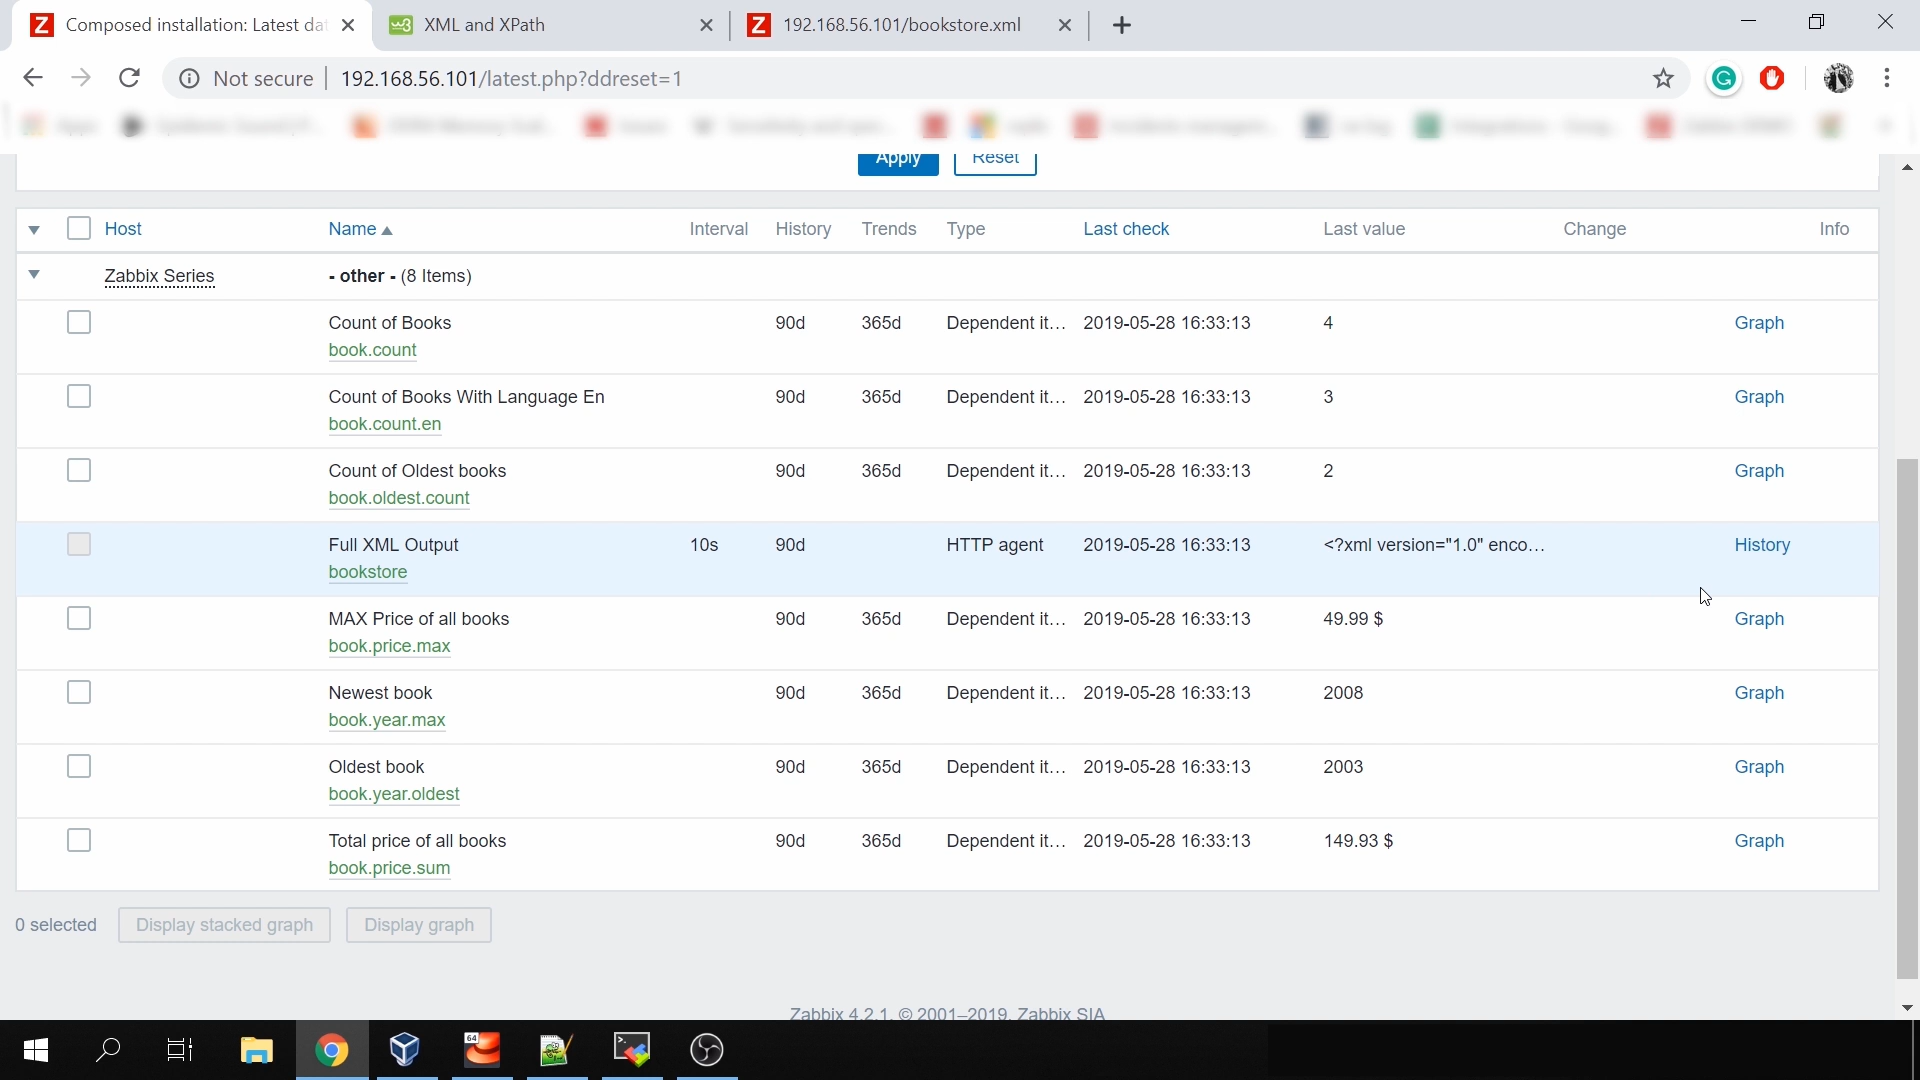 Composed installation: Latest dat
XML and XPath
192.168.56.101/bookstore.xml
Not secure | 192.168.56.101/latest.php?ddreset=1
Apply Reset
Host Name Interval History Trends Type Last check Last value Change Info
Zabbix Series - other - (8 Items)
Count of Books 90d 365d Dependent it... 2019-05-28 16:33:13 4 Graph
book.count
Count of Books With Language En 90d 365d Dependent it... 2019-05-28 16:33:13 3 Graph
book.count.en
Count of Oldest books 90d 365d Dependent it... 2019-05-28 16:33:13 2 Graph
book.oldest.count
Full XML Output 10s 90d HTTP agent 2019-05-28 16:33:13 <?xml version="1.0" enco... History
bookstore
MAX Price of all books 90d 365d Dependent it... 2019-05-28 16:33:13 49.99 $ Graph
book.price.max
Newest book 90d 365d Dependent it... 2019-05-28 16:33:13 2008 Graph
book.year.max
Oldest book 90d 365d Dependent it... 2019-05-28 16:33:13 2003 Graph
book.year.oldest
Total price of all books 90d 365d Dependent it... 2019-05-28 16:33:13 149.93 $ Graph
book.price.sum
0 selected Display stacked graph Display graph
Zabbix 4.2.1. © 2001–2019, Zabbix SIA